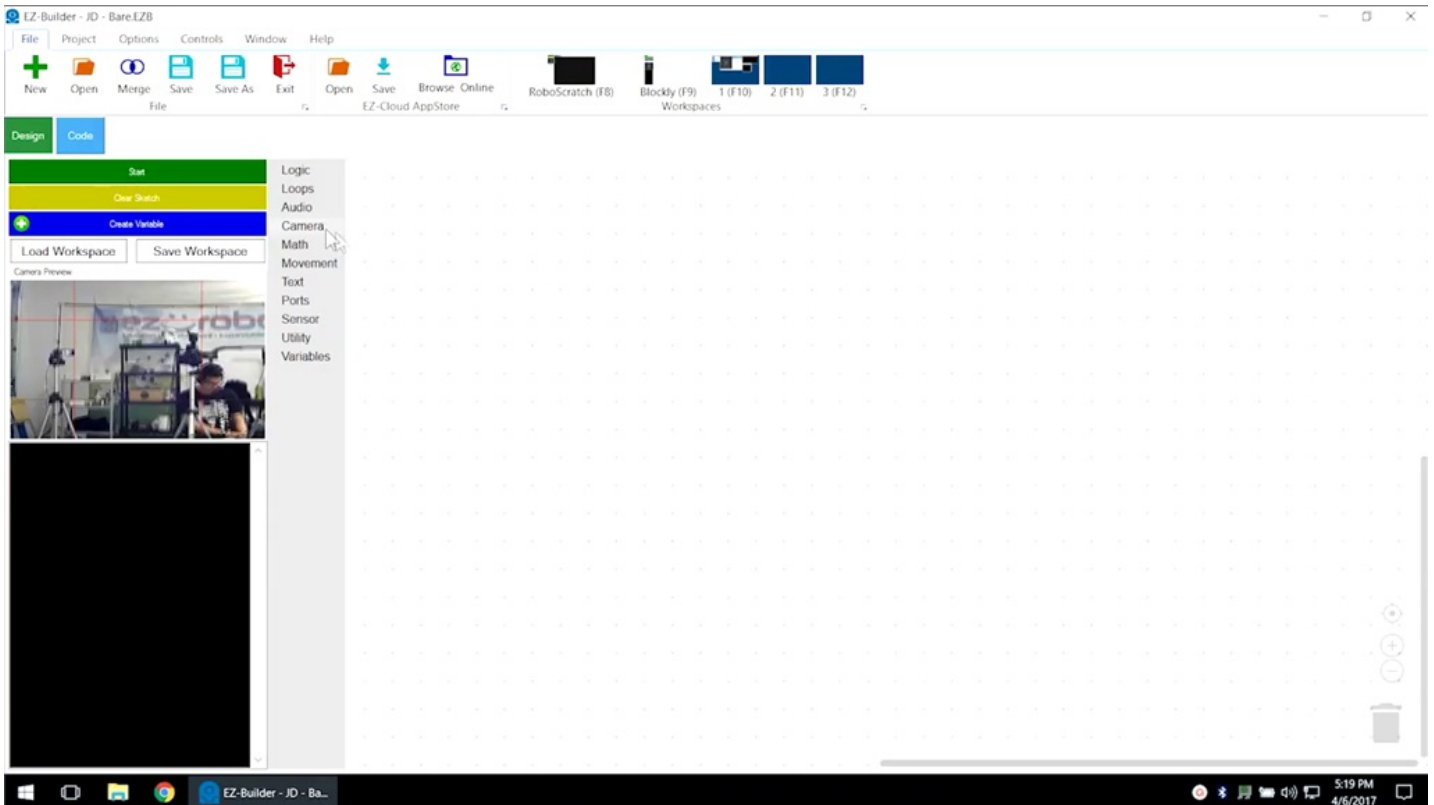 EZ-Builder - JD - Bare.EZB
File Project Options Controls Window Help
New Open Merge Save Save As Exit Open Save Browse Online RoboScratch (F8) Blockly (F9) 1 (F10) 2 (F11) 3 (F12)
File EZ-Cloud AppStore Workspaces
Design Code
Start
Clear Sketch
Create Variable
Load Workspace Save Workspace
Camera Preview
ez robo
Logic
Loops
Audio
Camera
Math
Movement
Text
Ports
Sensor
Utility
Variables
EZ-Builder - JD - Ba...
5:19 PM
4/6/2017